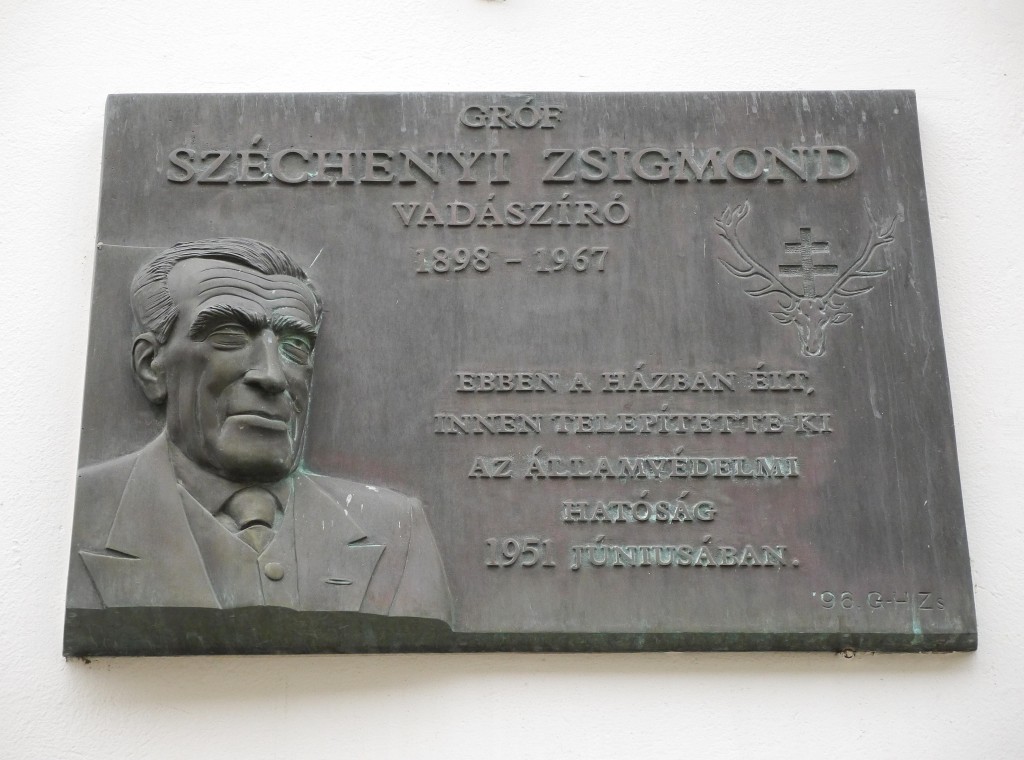 GRÓF
SZÉCHENYI ZSIGMOND
VADÁSZÍRÓ
1898 - 1967
EBBEN A HÁZBAN ÉLT,
INNEN TELEPÍTETTE KI
AZ ÁLLAMVÉDELMI
HATÓSÁG
1951 JÚNIUSÁBAN.
'96. G-H Zs